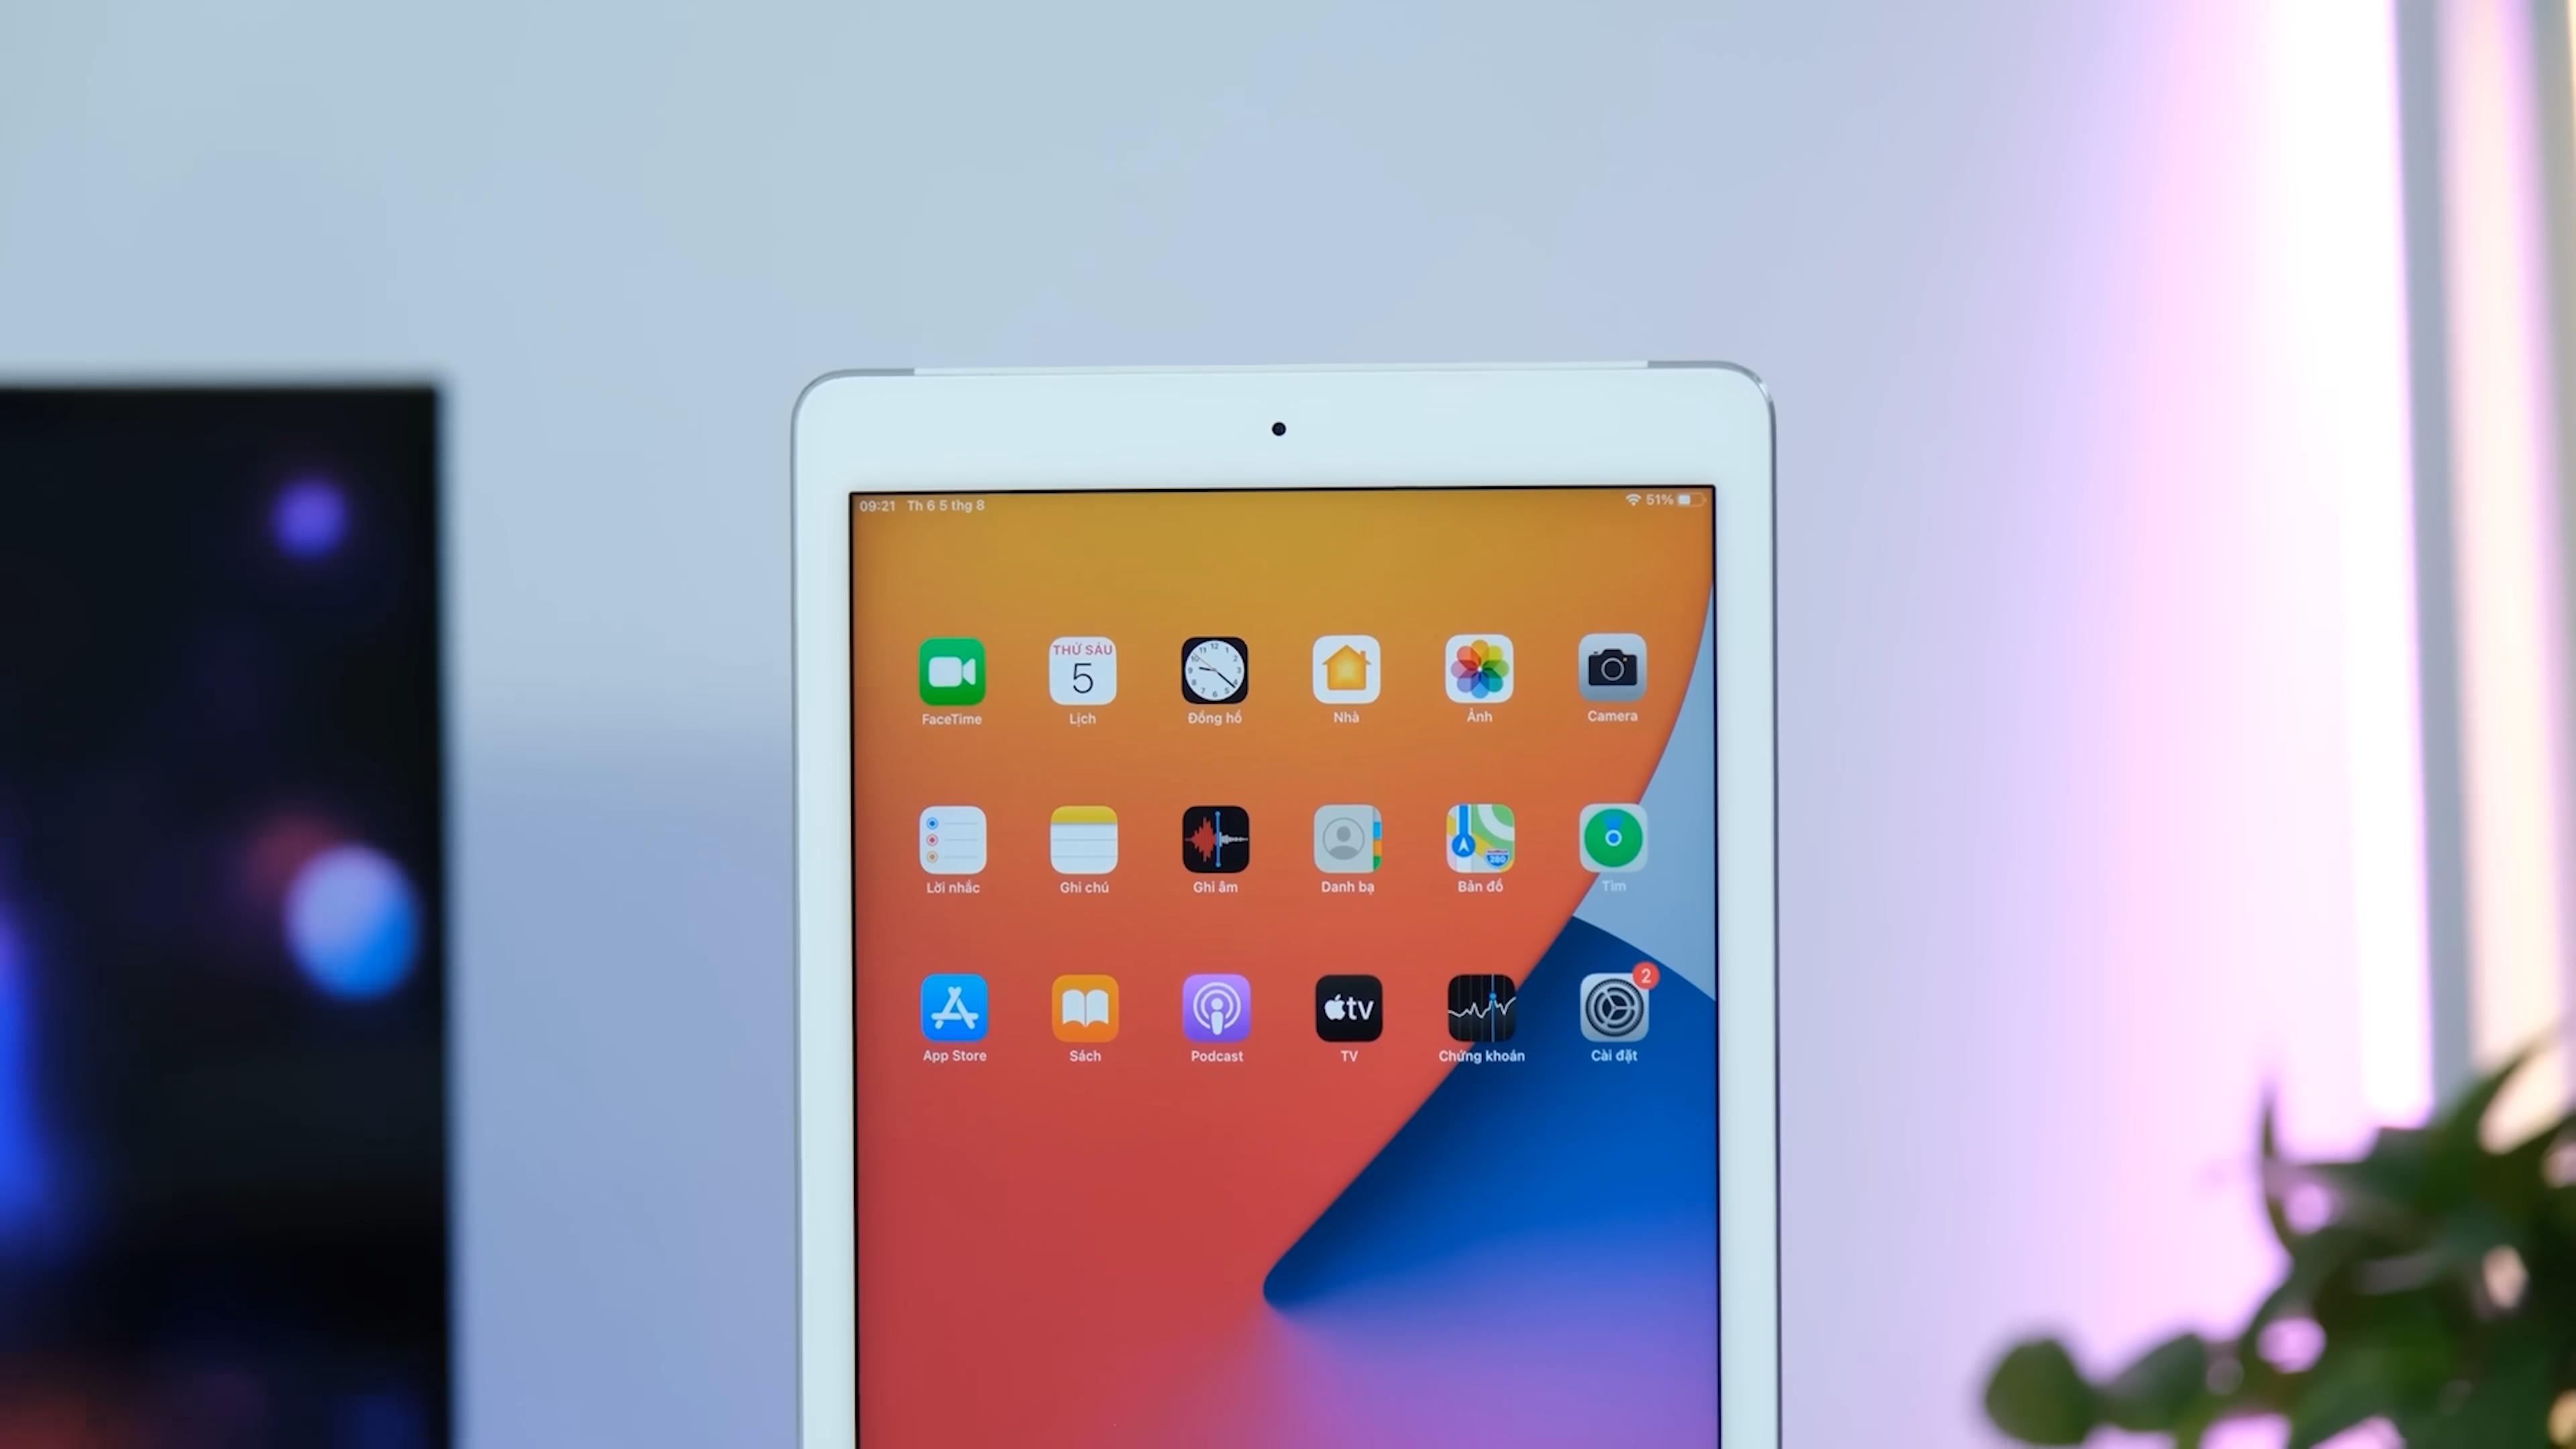 09:21 Th 6 5 thg 8
51%
THỨ SÁU
5
FaceTime
Lịch
Đồng hồ
Nhà
Ảnh
Camera
280
Lời nhắc
Ghi chú
Ghi âm
Danh bạ
Bản đồ
Tìm
tv
2
App Store
Sách
Podcast
TV
Chứng khoán
Cài đặt